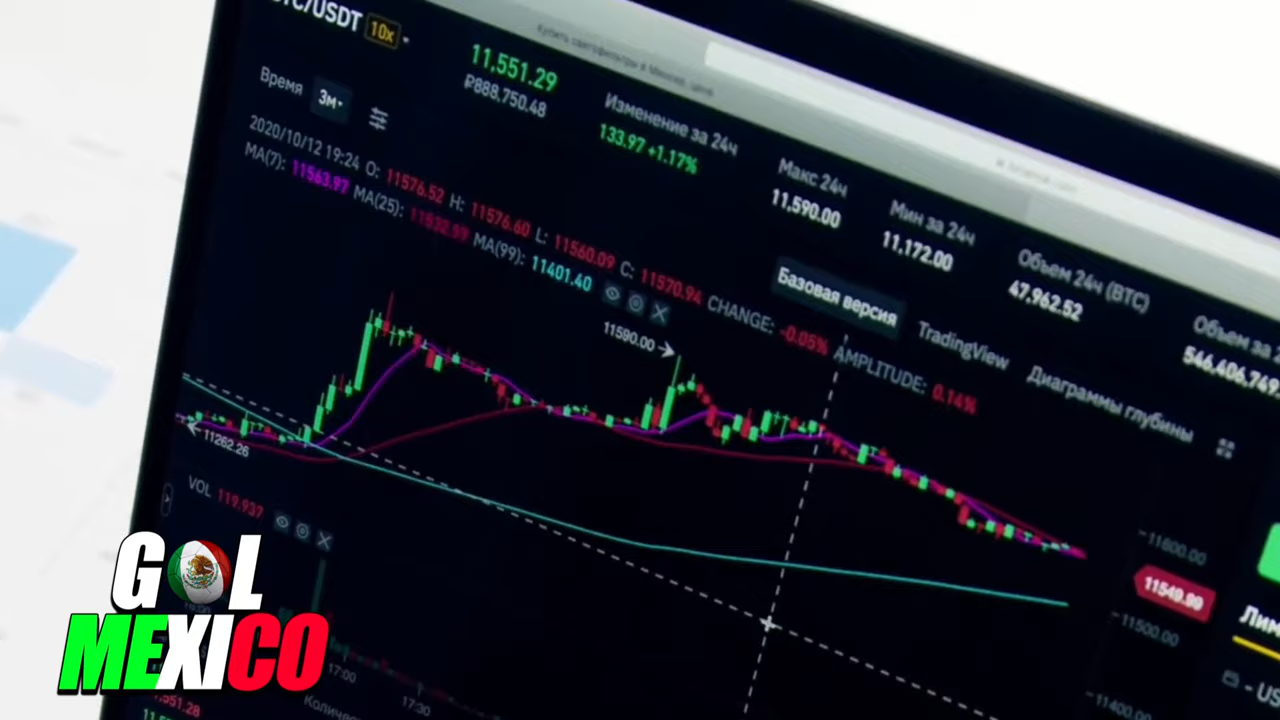 TC/USDT 10x
11,551.29
₽888,750.48
Изменение за 24ч
133.97 +1.17%
Макс 24ч
11,590.00
Мин за 24ч
11,172.00
Объем 24ч (BTC)
47,962.52
Объем за
546,406,749
Время 3м
2020/10/12 19:24 O: 11576.52 H: 11576.60 L: 11560.09 C: 11570.94 CHANGE: -0.05% AMPLITUDE: 0.14%
MA(7): 11563.97 MA(25): 11532.57 MA(99): 11401.40
Базовая версия
TradingView
Диаграммы глубины
11590.00
11262.26
VOL 119.937
11600.00
11549.99
11500.00
11400.00
17:00
17:30
- US
GOL
MEXICO